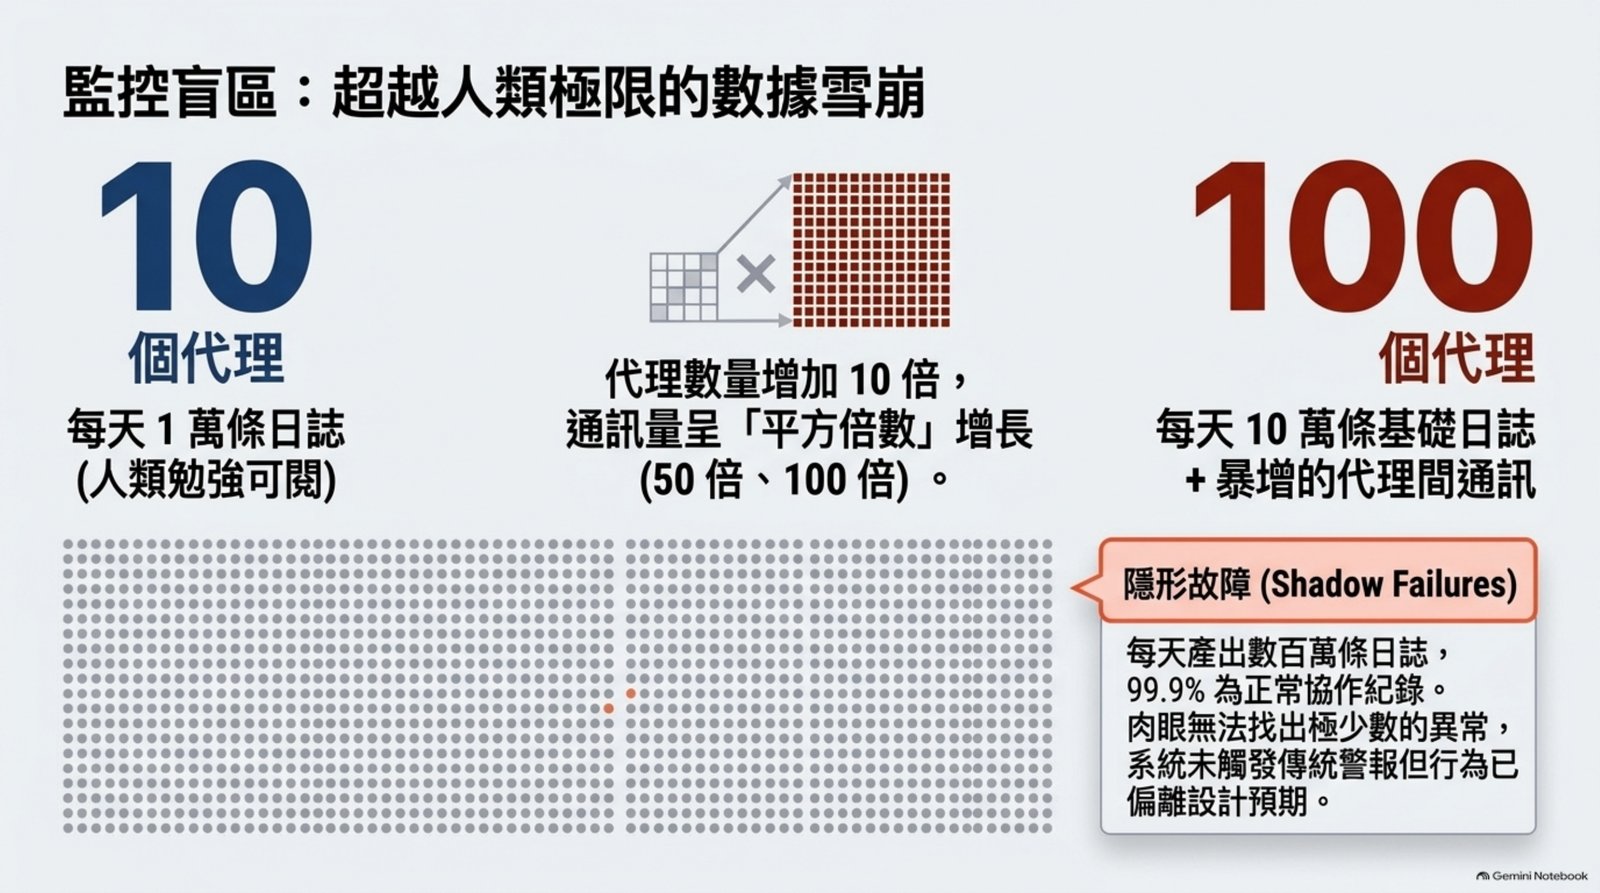 監控盲區：超越人類極限的數據雪崩
10
個代理
每天 1 萬條日誌
(人類勉強可閱)
代理數量增加 10 倍，
通訊量呈「平方倍數」增長
(50 倍、100 倍) 。
100
個代理
每天 10 萬條基礎日誌
+ 暴增的代理間通訊
隱形故障 (Shadow Failures)
每天產出數百萬條日誌，
99.9% 為正常協作紀錄。
肉眼無法找出極少數的異常，
系統未觸發傳統警報但行為已
偏離設計預期。
Gemini Notebook